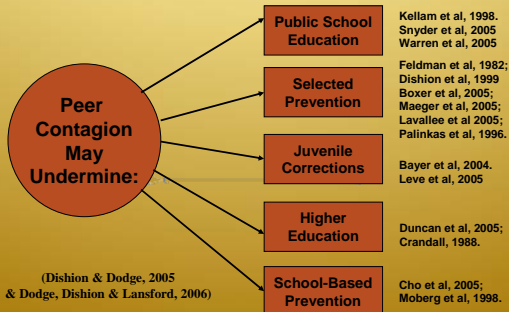 Peer
Contagion
May
Undermine:
Public School
Education
Kellam et al, 1998.
Snyder et al, 2005
Warren et al, 2005
Selected
Prevention
Feldman et al, 1982;
Dishion et al, 1999
Boxer et al, 2005;
Maeger et al, 2005;
Lavallee et al 2005;
Palinkas et al, 1996.
Juvenile
Corrections
Bayer et al, 2004.
Leve et al, 2005
Higher
Education
Duncan et al, 2005;
Crandall, 1988.
School-Based
Prevention
Cho et al, 2005;
Moberg et al, 1998.
(Dishion & Dodge, 2005
& Dodge, Dishion & Lansford, 2006)